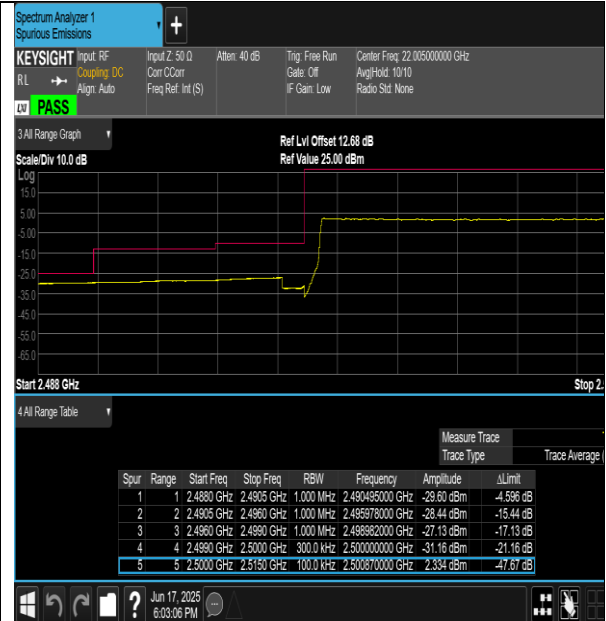 Spectrum Analyzer 1
Spurious Emissions
KEYSIGHT Input: RF Input Z: 50 Ω Atten: 40 dB Trig: Free Run Center Freq: 22.005000000 GHz
RL Coupling: DC Corr CCorr Gate: Off Avg|Hold: 10/10
Align: Auto Freq Ref: Int (S) IF Gain: Low Radio Std: None
LXI PASS
3 All Range Graph
Ref Lvl Offset 12.68 dB
Scale/Div 10.0 dB Ref Value 25.00 dBm
Log
15.0
5.00
-5.00
-15.0
-25.0
-35.0
-45.0
-55.0
-65.0
Start 2.488 GHz Stop 2.
4 All Range Table
Measure Trace
Trace Type Trace Average (
Spur Range Start Freq Stop Freq RBW Frequency Amplitude ΔLimit
1 1 2.4880 GHz 2.4905 GHz 1.000 MHz 2.490495000 GHz -29.60 dBm -4.596 dB
2 2 2.4905 GHz 2.4960 GHz 1.000 MHz 2.495978000 GHz -28.44 dBm -15.44 dB
3 3 2.4960 GHz 2.4990 GHz 1.000 MHz 2.498982000 GHz -27.13 dBm -17.13 dB
4 4 2.4990 GHz 2.5000 GHz 300.0 kHz 2.500000000 GHz -31.16 dBm -21.16 dB
5 5 2.5000 GHz 2.5150 GHz 100.0 kHz 2.500870000 GHz 2.334 dBm -47.67 dB
Jun 17, 2025
6:03:06 PM